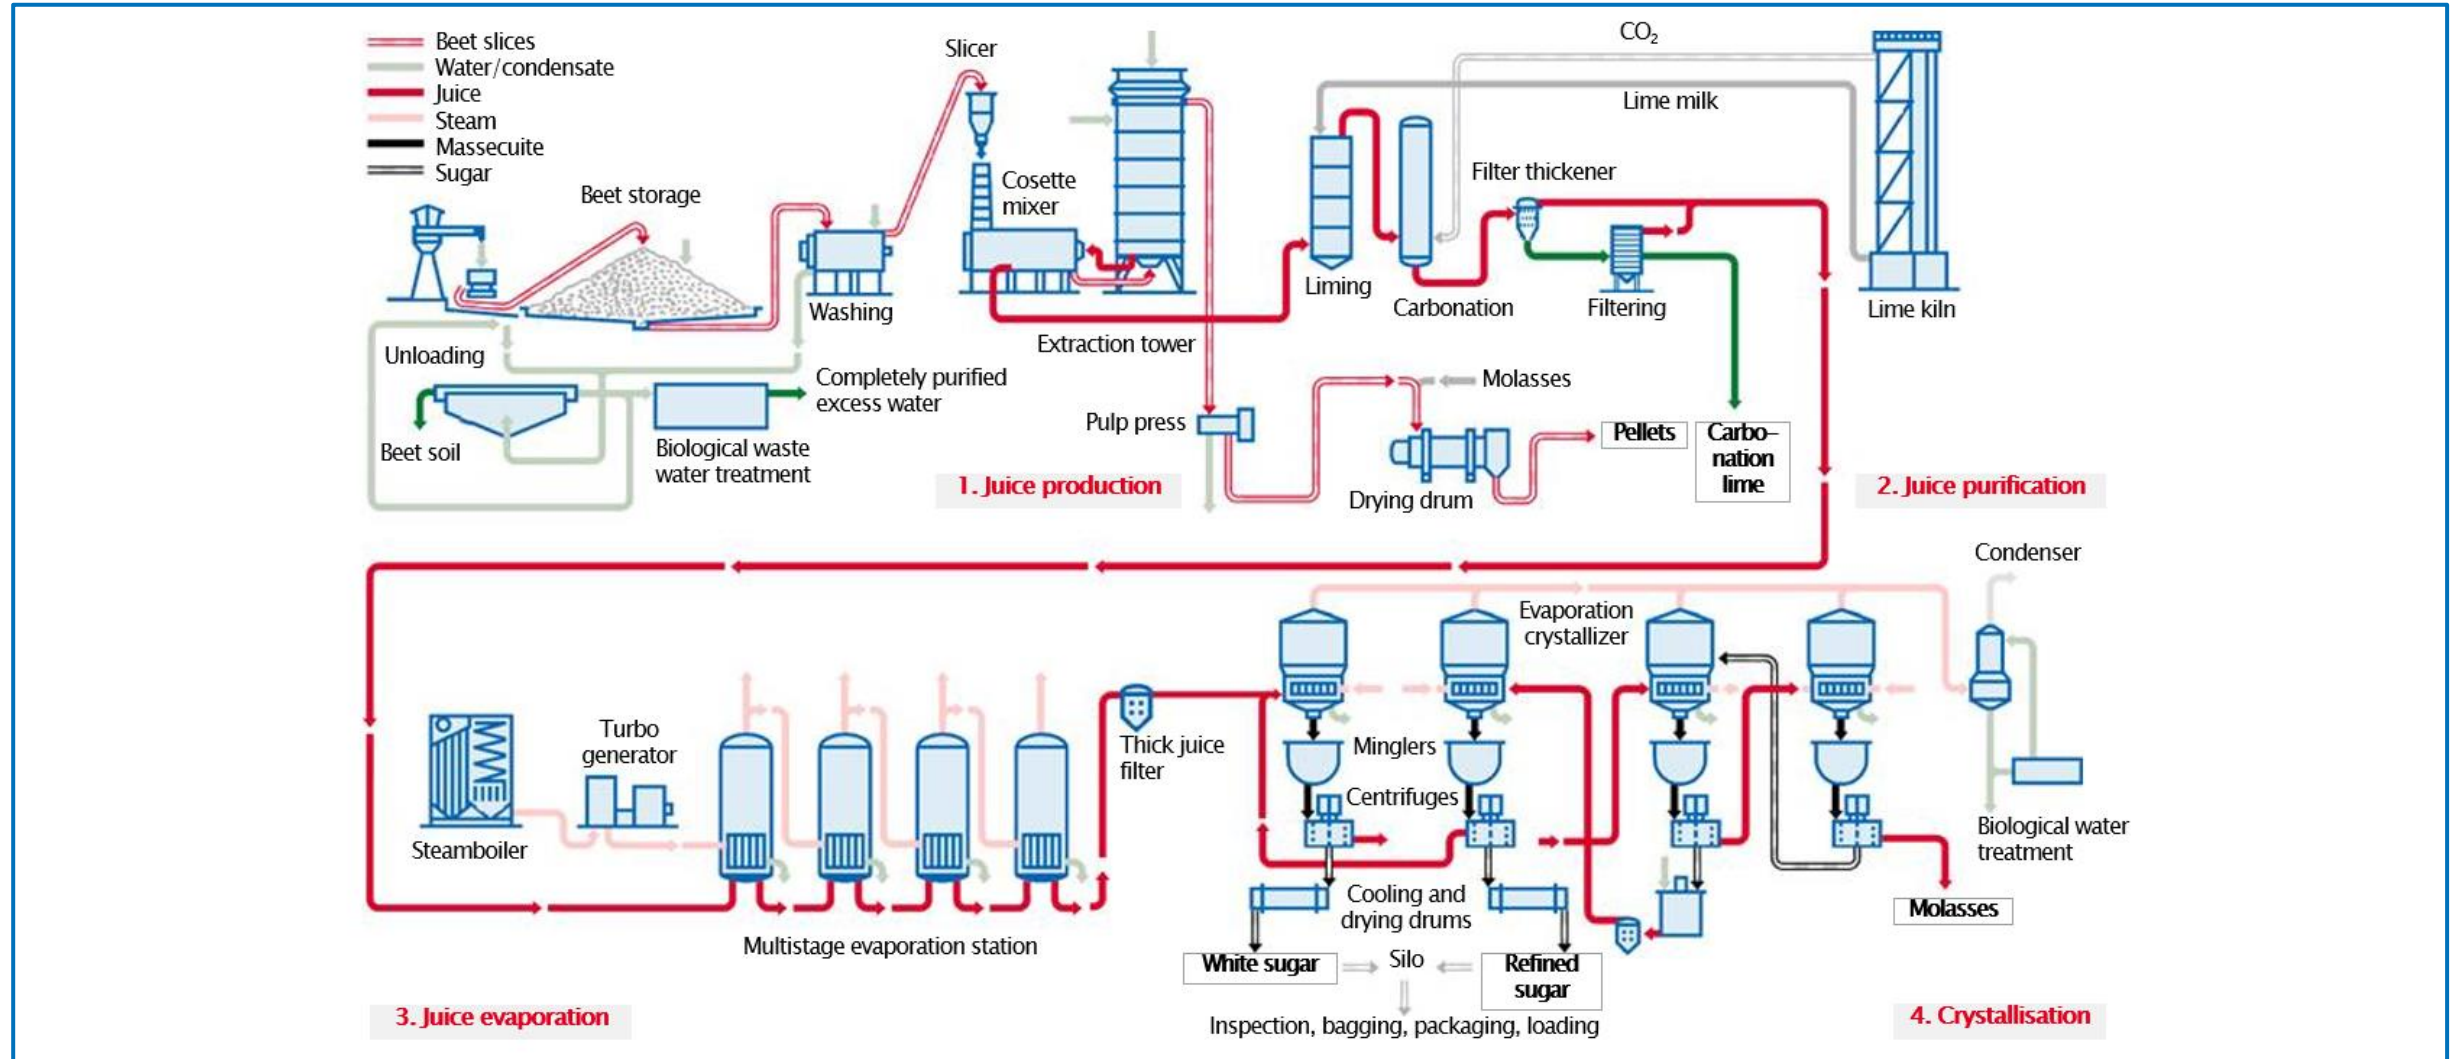 Beet slices
Water/condensate
Juice
Steam
Massecuite
Sugar
Beet storage
Slicer
Cosette
mixer
Washing
Unloading
Extraction tower
Completely purified
excess water
Beet soil
Biological waste
water treatment
Pulp press
Molasses
Drying drum
Pellets
1. Juice production
CO₂
Lime milk
Filter thickener
Liming
Carbonation
Filtering
Lime kiln
Carbo–
nation
lime
2. Juice purification
Steamboiler
Turbo
generator
Multistage evaporation station
Thick juice
filter
3. Juice evaporation
Condenser
Evaporation
crystallizer
Minglers
Centrifuges
Cooling and
drying drums
White sugar
Silo
Refined
sugar
Inspection, bagging, packaging, loading
Biological water
treatment
Molasses
4. Crystallisation